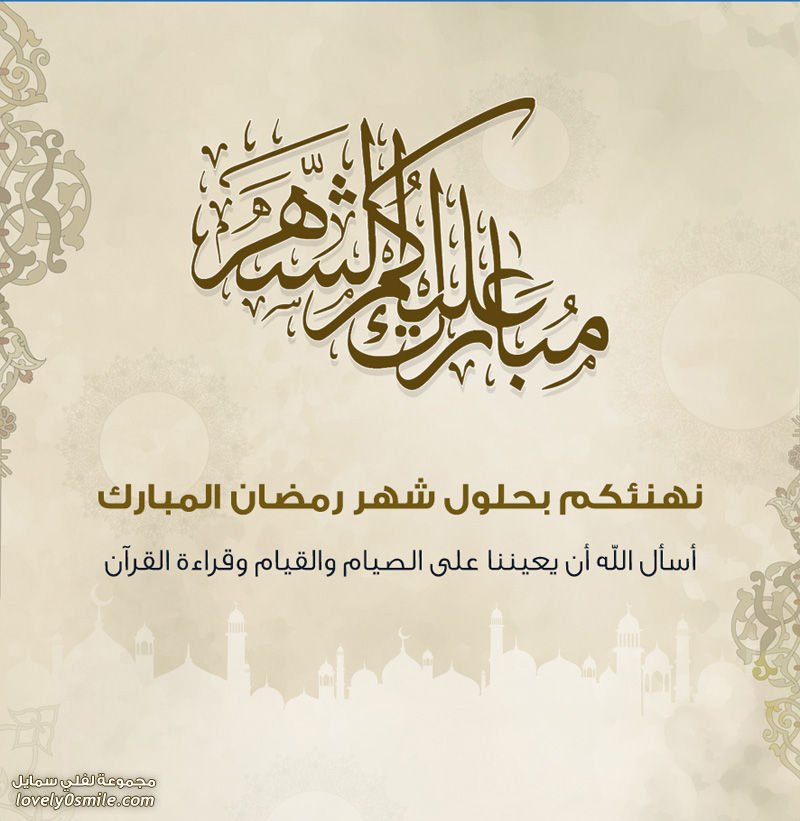 مُبارك عليكم الشهر
نهنئكم بحلول شهر رمضان المبارك
أسأل الله أن يعيننا على الصيام والقيام وقراءة القرآن
مجموعة لفلي سمايل
lovely0smile.com